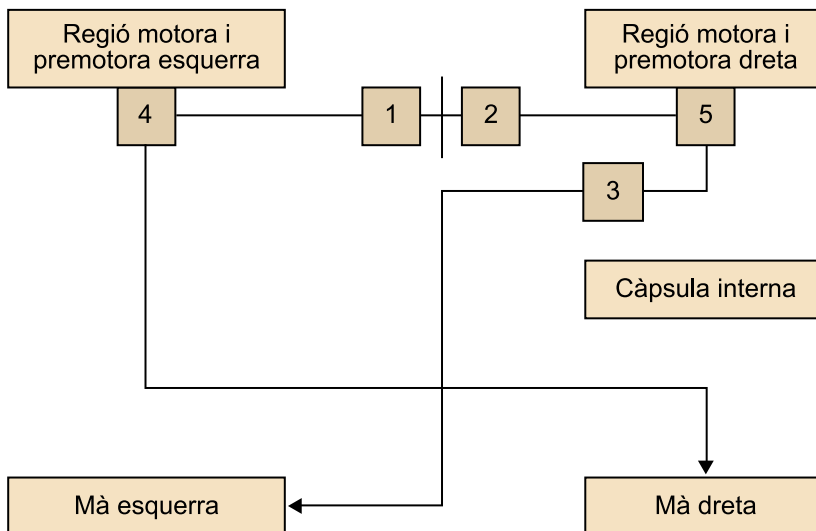 Regió motora i
premotora esquerra
Regió motora i
premotora dreta
4
1
2
5
3
Càpsula interna
Mà esquerra
Mà dreta